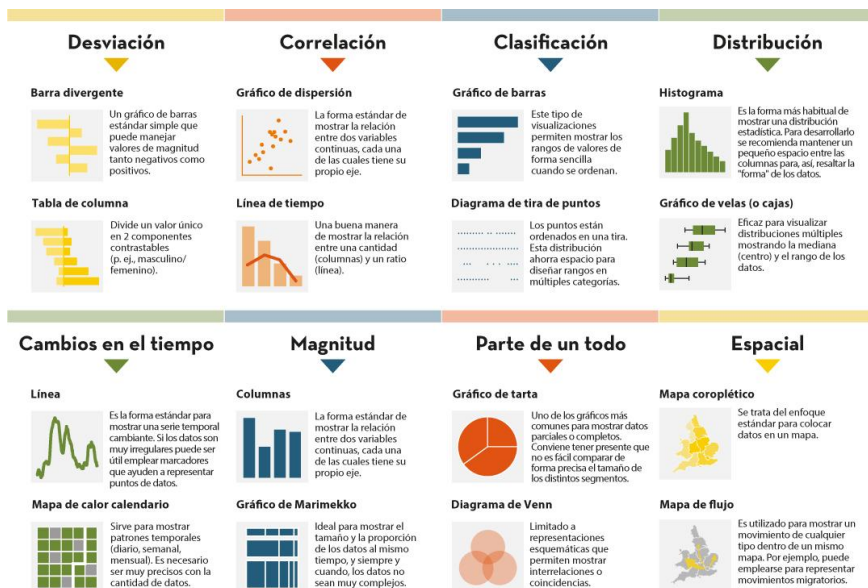 Desviación
Barra divergente
Un gráfico de barras
estándar simple que
puede manejar
valores de magnitud
tanto negativos como
positivos.
Tabla de columna
Divide un valor único
en 2 componentes
contrastables
(p. ej., masculino/
femenino).
Correlación
Gráfico de dispersión
La forma estándar de
mostrar la relación
entre dos variables
continuas, cada una
de las cuales tiene su
propio eje.
Línea de tiempo
Una buena manera
de mostrar la relación
entre una cantidad
(columnas) y un ratio
(línea).
Clasificación
Gráfico de barras
Este tipo de
visualizaciones
permiten mostrar los
rangos de valores de
forma sencilla
cuando se ordenan.
Diagrama de tira de puntos
Los puntos están
ordenados en una tira.
Esta distribución
ahorra espacio para
diseñar rangos en
múltiples categorías.
Distribución
Histograma
Es la forma más habitual de
mostrar una distribución
estadística. Para desarrollarlo
se recomienda mantener un
pequeño espacio entre las
columnas para, así, resaltar la
"forma" de los datos.
Gráfico de velas (o cajas)
Eficaz para visualizar
distribuciones múltiples
mostrando la mediana
(centro) y el rango de los
datos.
Cambios en el tiempo
Línea
Es la forma estándar para
mostrar una serie temporal
cambiante. Si los datos son
muy irregulares puede ser
útil emplear marcadores
que ayuden a representar
puntos de datos.
Mapa de calor calendario
Sirve para mostrar
patrones temporales
(diario, semanal,
mensual). Es necesario
ser muy precisos con la
cantidad de datos.
Magnitud
Columnas
La forma estándar de
mostrar la relación
entre dos variables
continuas, cada una
de las cuales tiene su
propio eje.
Gráfico de Marimekko
Ideal para mostrar el
tamaño y la proporción
de los datos al mismo
tiempo, y siempre y
cuando, los datos no
sean muy complejos.
Parte de un todo
Gráfico de tarta
Uno de los gráficos más
comunes para mostrar datos
parciales o completos.
Conviene tener presente que
no es fácil comparar de
forma precisa el tamaño de
los distintos segmentos.
Diagrama de Venn
Limitado a
representaciones
esquemáticas que
permiten mostrar
interrelaciones o
coincidencias.
Espacial
Mapa coroplético
Se trata del enfoque
estándar para colocar
datos en un mapa.
Mapa de flujo
Es utilizado para mostrar un
movimiento de cualquier
tipo dentro de un mismo
mapa. Por ejemplo, puede
emplearse para representar
movimientos migratorios.